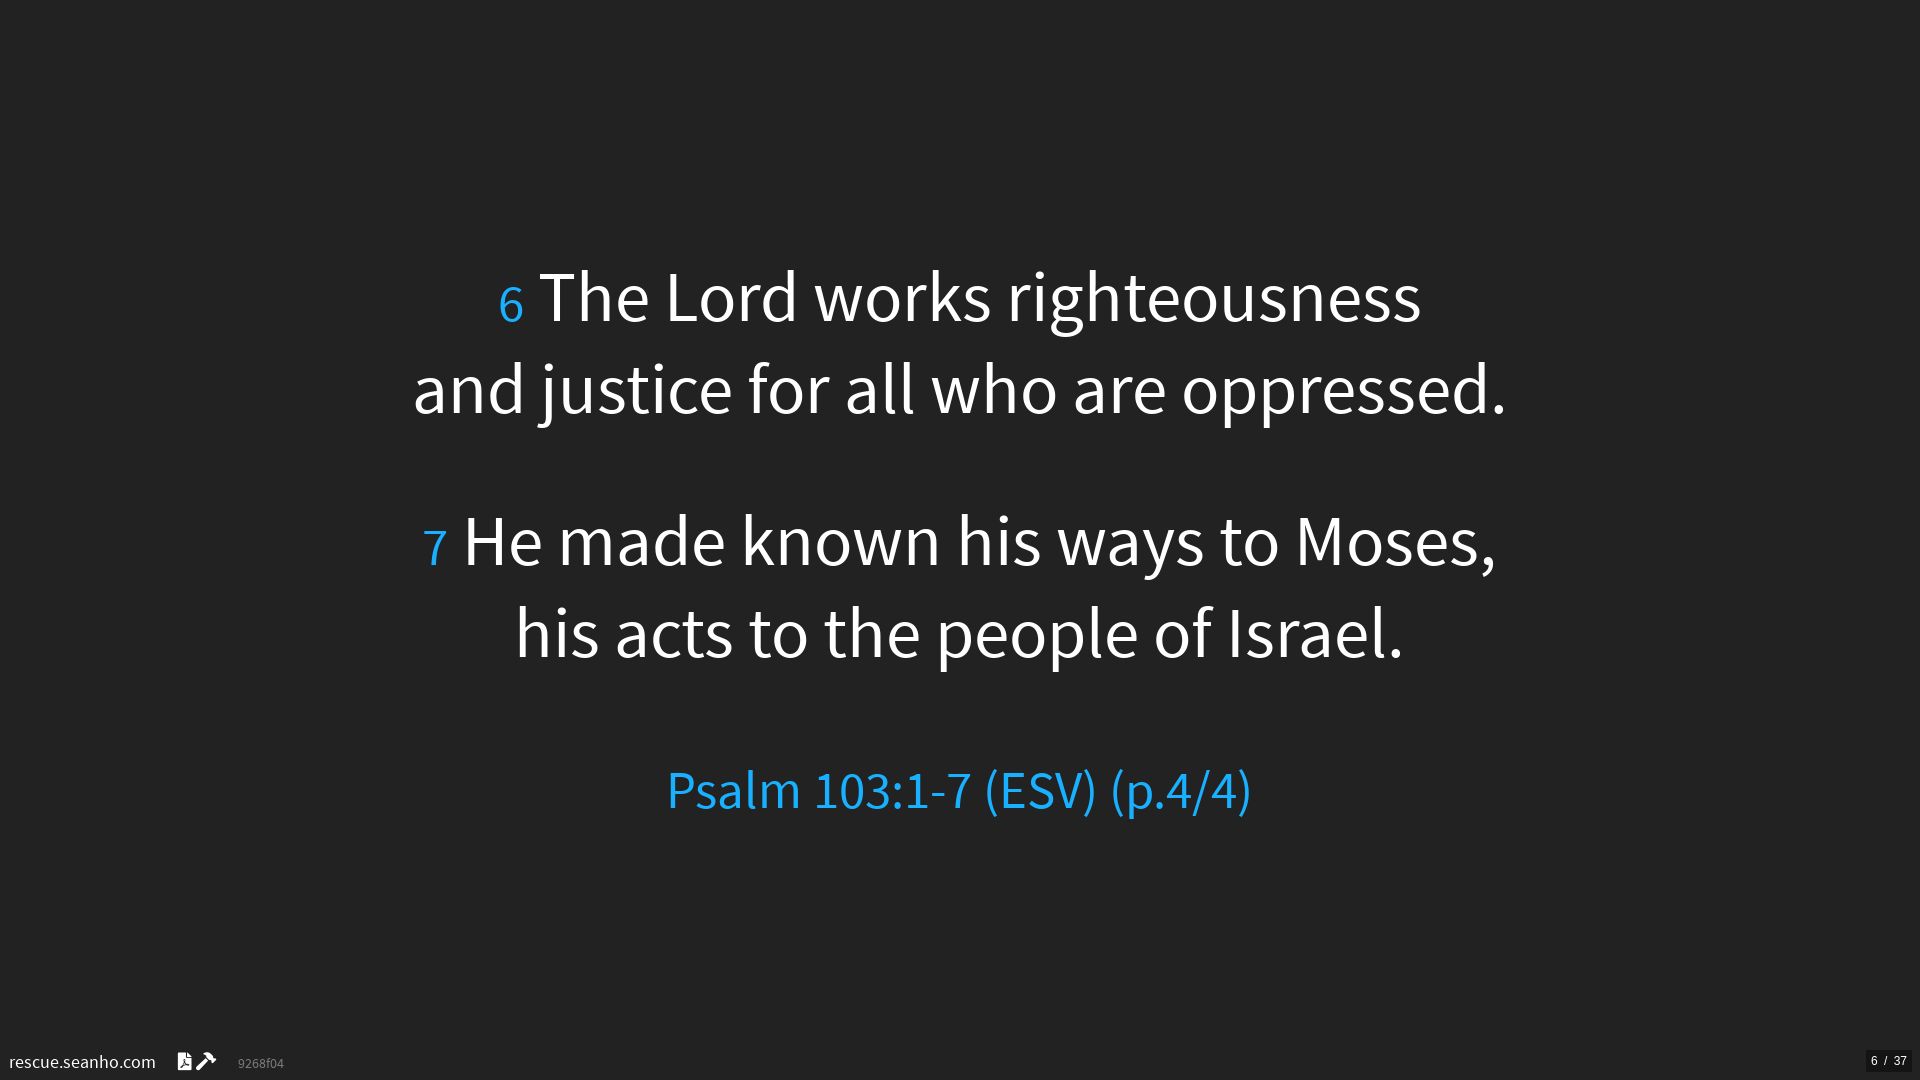 6 The Lord works righteousness
and justice for all who are oppressed.
7 He made known his ways to Moses,
his acts to the people of Israel.
Psalm 103:1-7 (ESV) (p.4/4)
rescue.seanho.com 9268f04
6 / 37